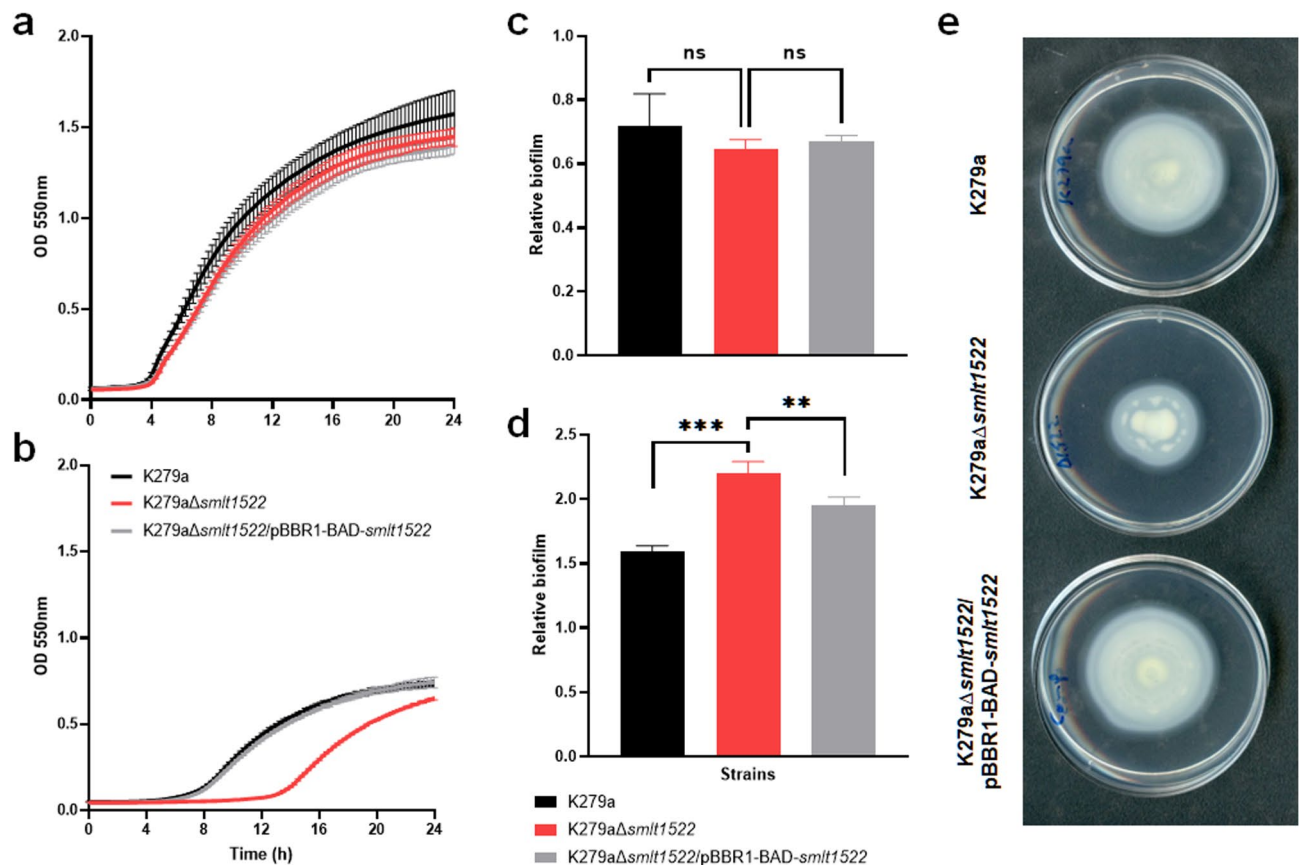 a
2.0
1.5
1.0
0.5
0.0
OD 550nm
0 4 8 12 16 20 24
b
2.0
1.5
1.0
0.5
0.0
OD 550nm
K279a
K279aΔsmlt1522
K279aΔsmlt1522/pBBR1-BAD-smlt1522
0 4 8 12 16 20 24
Time (h)
c
1.0
0.8
0.6
0.4
0.2
0.0
Relative biofilm
ns ns
d
2.5
2.0
1.5
1.0
0.5
0.0
Relative biofilm
*** **
Strains
K279a
K279aΔsmlt1522
K279aΔsmlt1522/pBBR1-BAD-smlt1522
e
K279a
K279a
K279aΔsmlt1522
K279aΔsmlt1522/
pBBR1-BAD-smlt1522
Comp